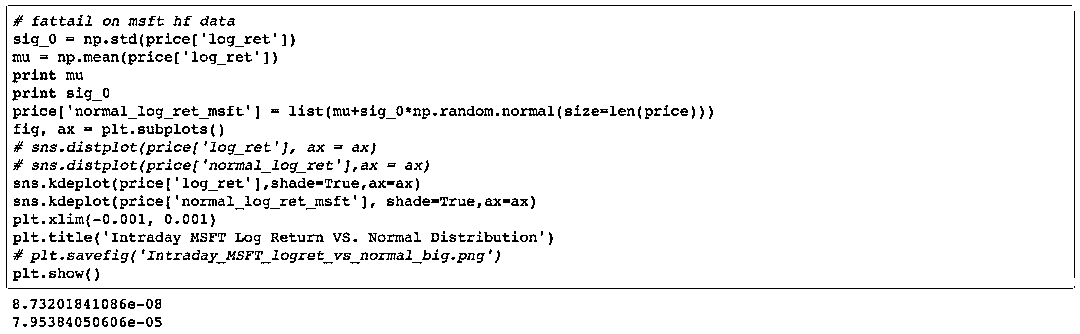 # fattail on msft hf data
sig_0 = np.std(price['log_ret'])
mu = np.mean(price['log_ret'])
print mu
print sig_0
price['normal_log_ret_msft'] = list(mu+sig_0*np.random.normal(size=len(price)))
fig, ax = plt.subplots()
# sns.distplot(price['log_ret'], ax = ax)
# sns.distplot(price['normal_log_ret'],ax = ax)
sns.kdeplot(price['log_ret'],shade=True,ax=ax)
sns.kdeplot(price['normal_log_ret_msft'], shade=True,ax=ax)
plt.xlim(-0.001, 0.001)
plt.title('Intraday MSFT Log Return VS. Normal Distribution')
# plt.savefig('Intraday_MSFT_logret_vs_normal_big.png')
plt.show()
8.73201841086e-08
7.95384050606e-05